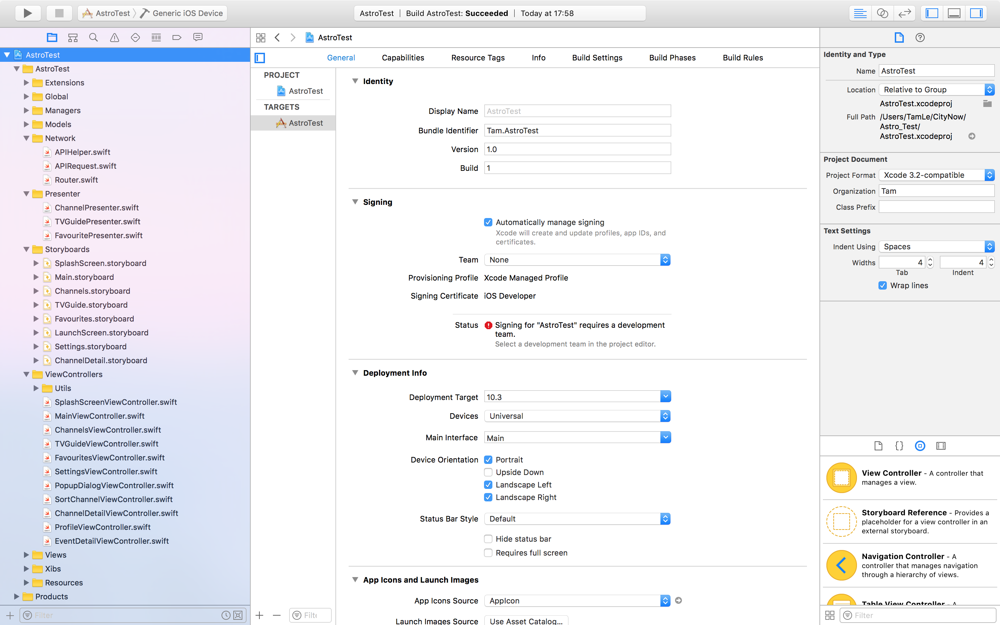 AstroTest
Generic iOS Device
AstroTest | Build AstroTest: Succeeded | Today at 17:58
AstroTest
AstroTest
Extensions
Global
Managers
Models
Network
APIHelper.swift
APIRequest.swift
Router.swift
Presenter
ChannelPresenter.swift
TVGuidePresenter.swift
FavouritePresenter.swift
Storyboards
SplashScreen.storyboard
Main.storyboard
Channels.storyboard
TVGuide.storyboard
Favourites.storyboard
LaunchScreen.storyboard
Settings.storyboard
ChannelDetail.storyboard
ViewControllers
Utils
SplashScreenViewController.swift
MainViewController.swift
ChannelsViewController.swift
TVGuideViewController.swift
FavouritesViewController.swift
SettingsViewController.swift
PopupDialogViewController.swift
SortChannelViewController.swift
ChannelDetailViewController.swift
ProfileViewController.swift
EventDetailViewController.swift
Views
Xibs
Resources
Products
Filter
AstroTest
General
Capabilities
Resource Tags
Info
Build Settings
Build Phases
Build Rules
PROJECT
AstroTest
TARGETS
AstroTest
Filt
Identity
Display Name AstroTest
Bundle Identifier Tam.AstroTest
Version 1.0
Build 1
Signing
Automatically manage signing
Xcode will create and update profiles, app IDs, and
certificates.
Team None
Provisioning Profile Xcode Managed Profile
Signing Certificate iOS Developer
Status Signing for "AstroTest" requires a development
team.
Select a development team in the project editor.
Deployment Info
Deployment Target 10.3
Devices Universal
Main Interface Main
Device Orientation Portrait
Upside Down
Landscape Left
Landscape Right
Status Bar Style Default
Hide status bar
Requires full screen
App Icons and Launch Images
App Icons Source AppIcon
Launch Images Source Use Asset Catalog...
Identity and Type
Name AstroTest
Location Relative to Group
AstroTest.xcodeproj
Full Path /Users/TamLe/CityNow/
Astro_Test/
AstroTest.xcodeproj
Project Document
Project Format Xcode 3.2-compatible
Organization Tam
Class Prefix
Text Settings
Indent Using Spaces
Widths 4 4
Tab Indent
Wrap lines
{}
View Controller - A controller that
manages a view.
Storyboard Reference - Provides a
placeholder for a view controller in an
external storyboard.
Navigation Controller - A
controller that manages navigation
through a hierarchy of views.
Table View Controller - A
Filter